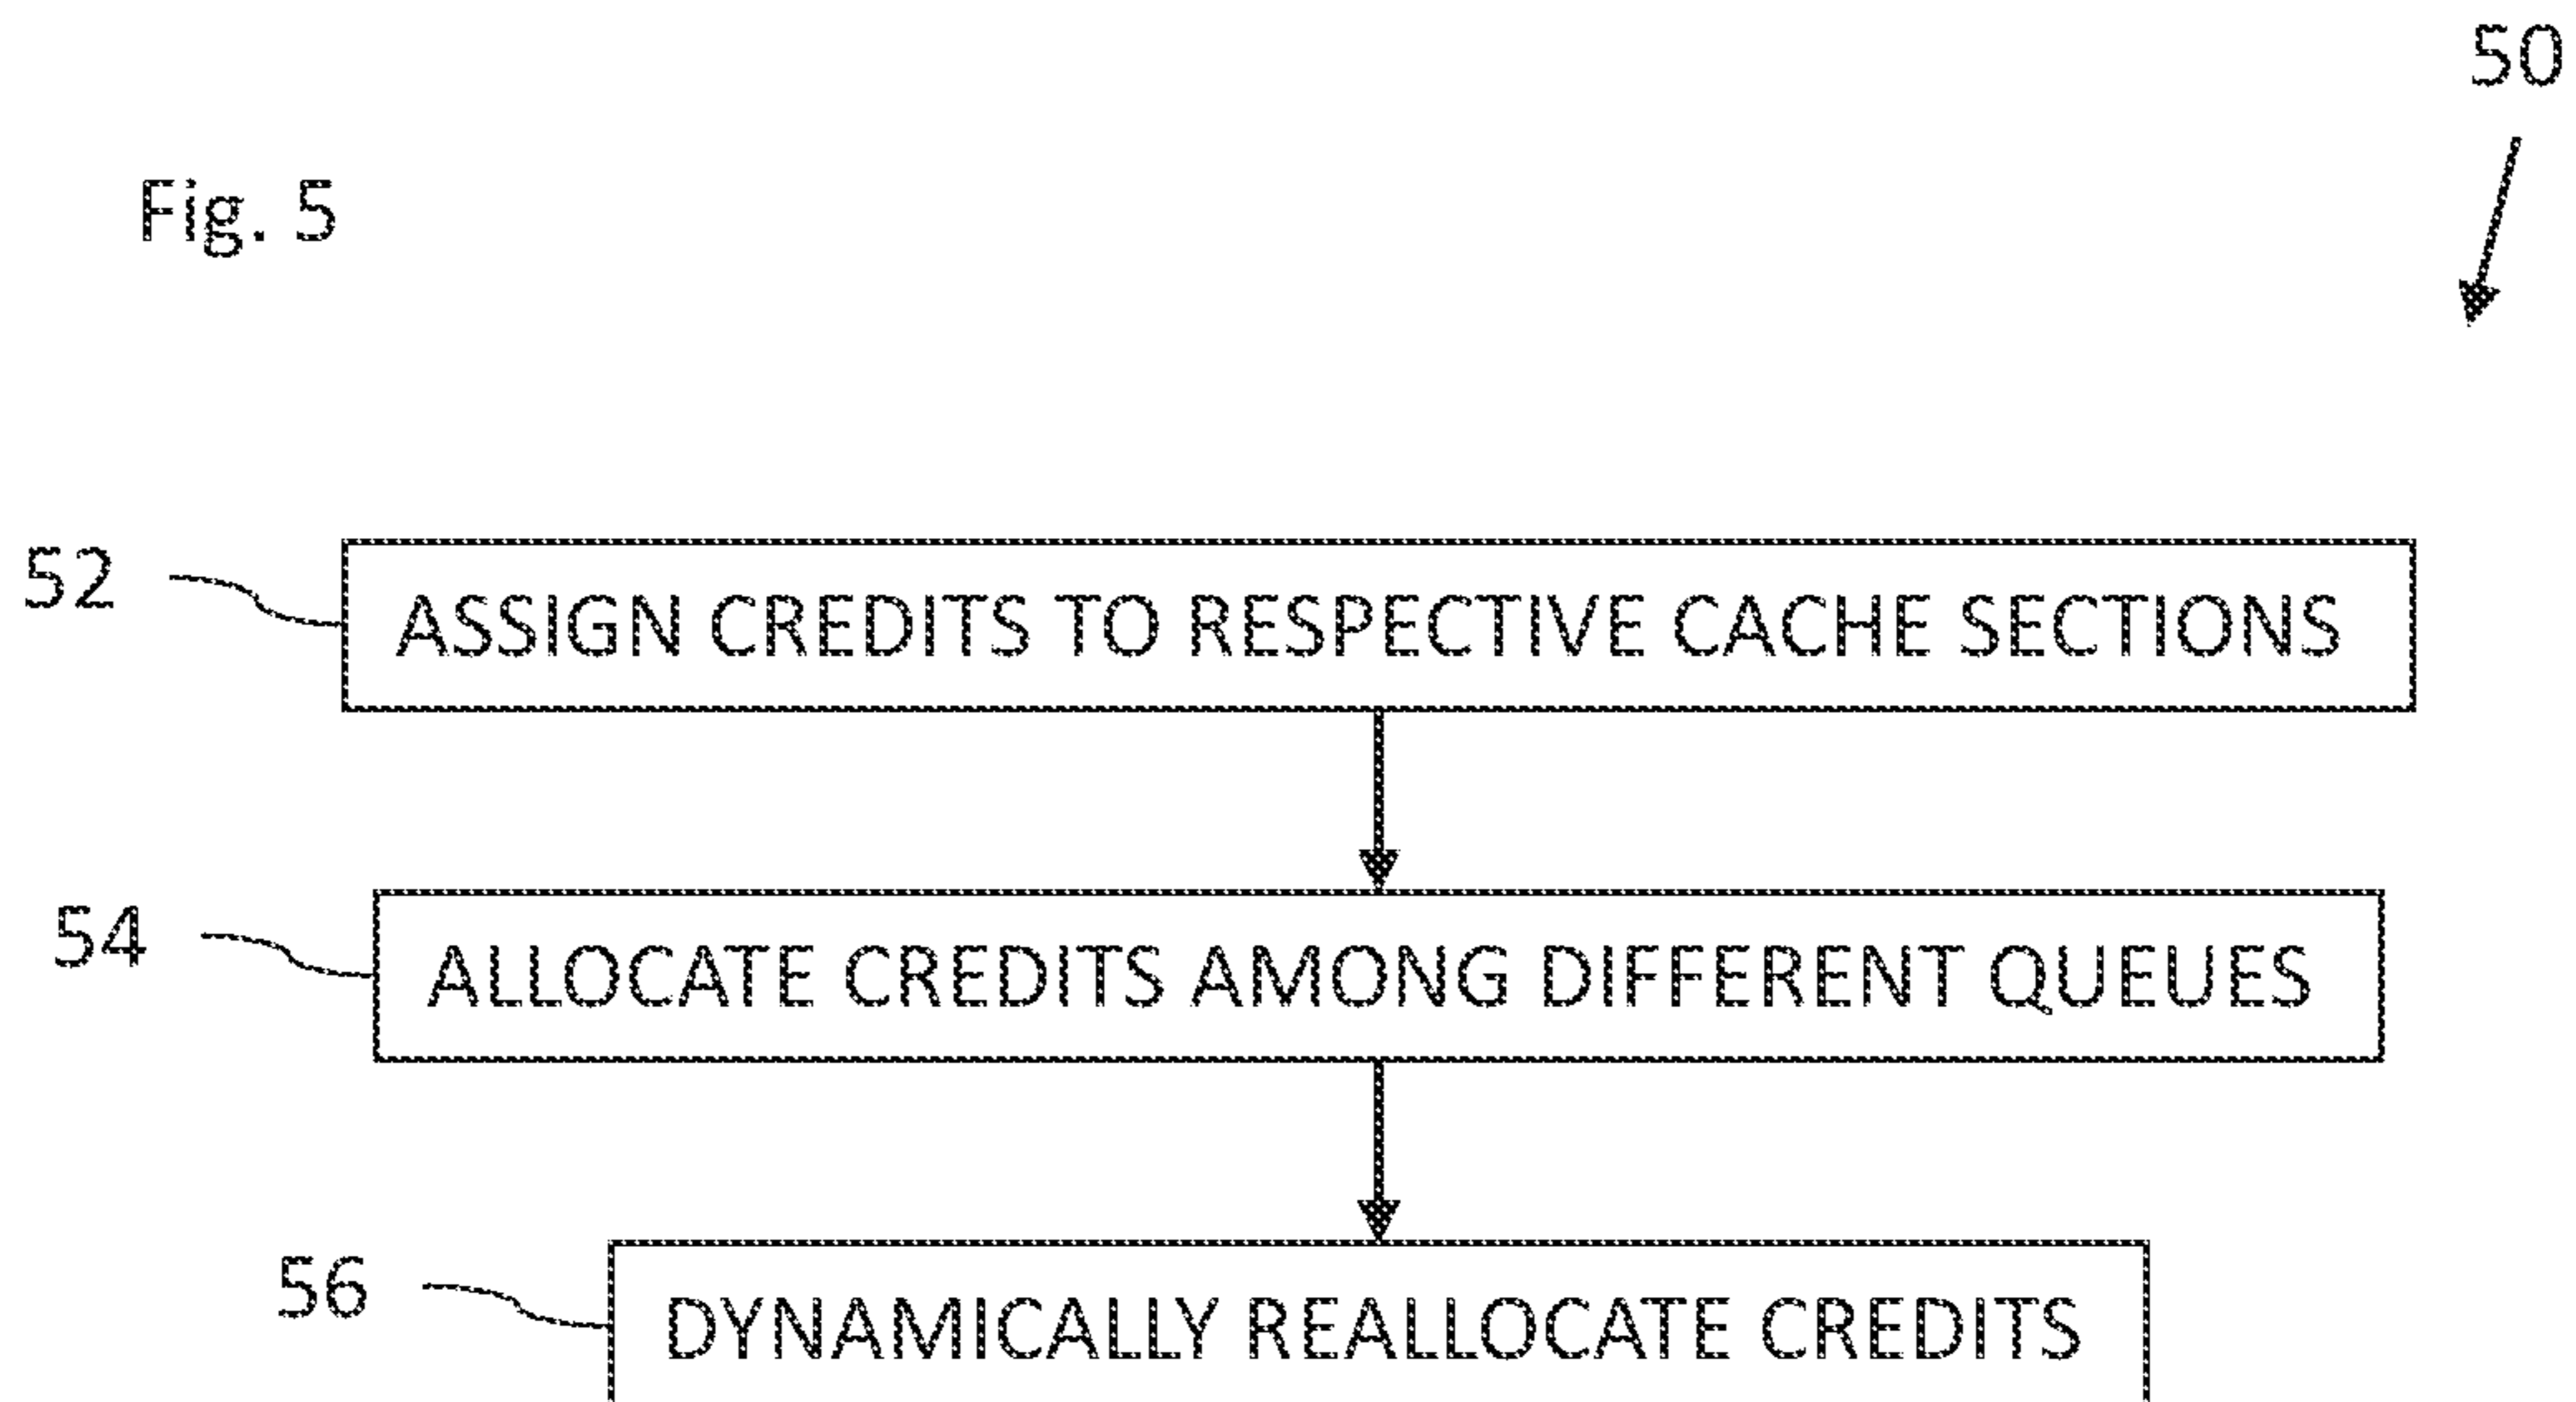 50
Fig. 5
52
ASSIGN CREDITS TO RESPECTIVE CACHE SECTIONS
54
ALLOCATE CREDITS AMONG DIFFERENT QUEUES
56
DYNAMICALLY REALLOCATE CREDITS